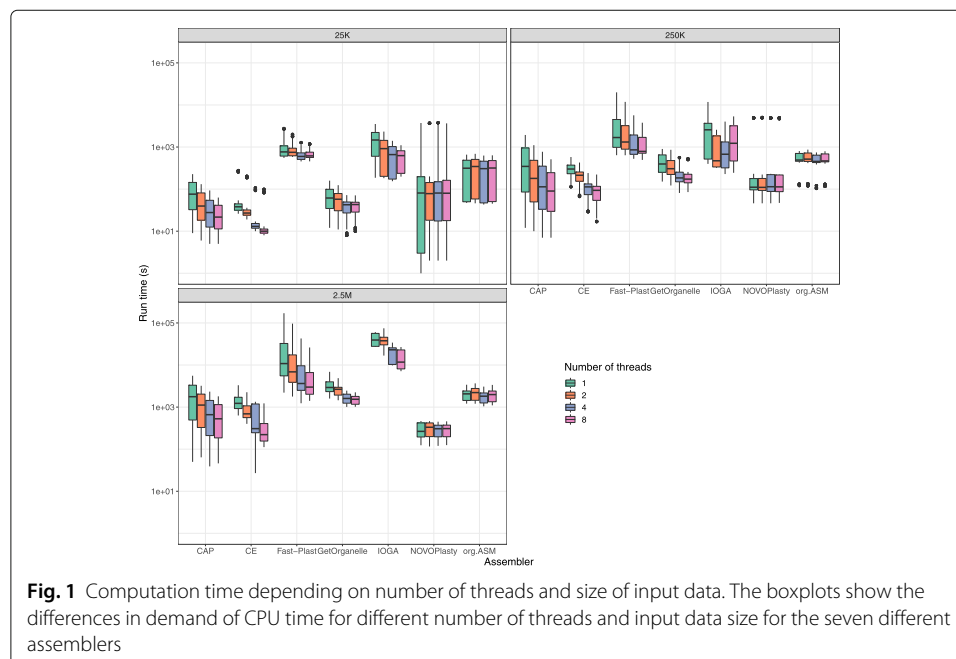 25K
250K
1e+05
1e+03
1e+01
CAP CE Fast-Plast GetOrganelle IOGA NOVOPlasty org.ASM
Run time (s)
2.5M
1e+05
1e+03
1e+01
CAP CE Fast-Plast GetOrganelle IOGA NOVOPlasty org.ASM
Assembler
Number of threads
1
2
4
8
Fig. 1 Computation time depending on number of threads and size of input data. The boxplots show the
differences in demand of CPU time for different number of threads and input data size for the seven different
assemblers